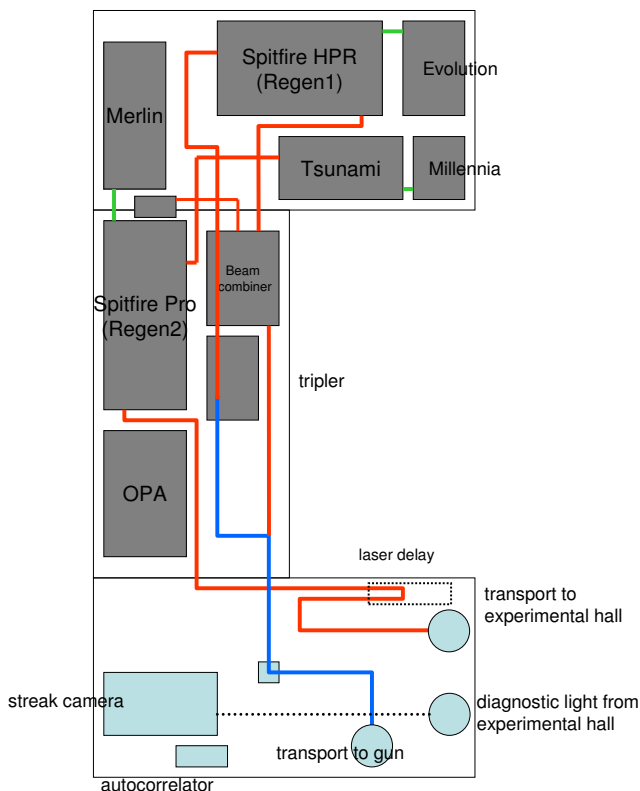 Spitfire HPR
(Regen1)
Evolution
Merlin
Tsunami
Millennia
Beam
combiner
Spitfire Pro
(Regen2)
tripler
OPA
laser delay
transport to
experimental hall
streak camera
diagnostic light from
experimental hall
transport to gun
autocorrelator